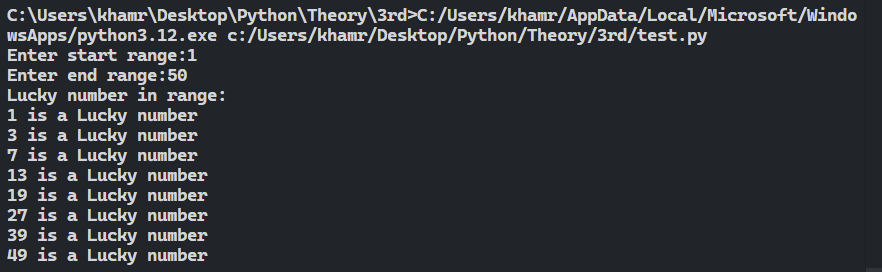 C:\Users\khamr\Desktop\Python\Theory\3rd>C:/Users/khamr/AppData/Local/Microsoft/Windo
wsApps/python3.12.exe c:/Users/khamr/Desktop/Python/Theory/3rd/test.py
Enter start range:1
Enter end range:50
Lucky number in range:
1 is a Lucky number
3 is a Lucky number
7 is a Lucky number
13 is a Lucky number
19 is a Lucky number
27 is a Lucky number
39 is a Lucky number
49 is a Lucky number